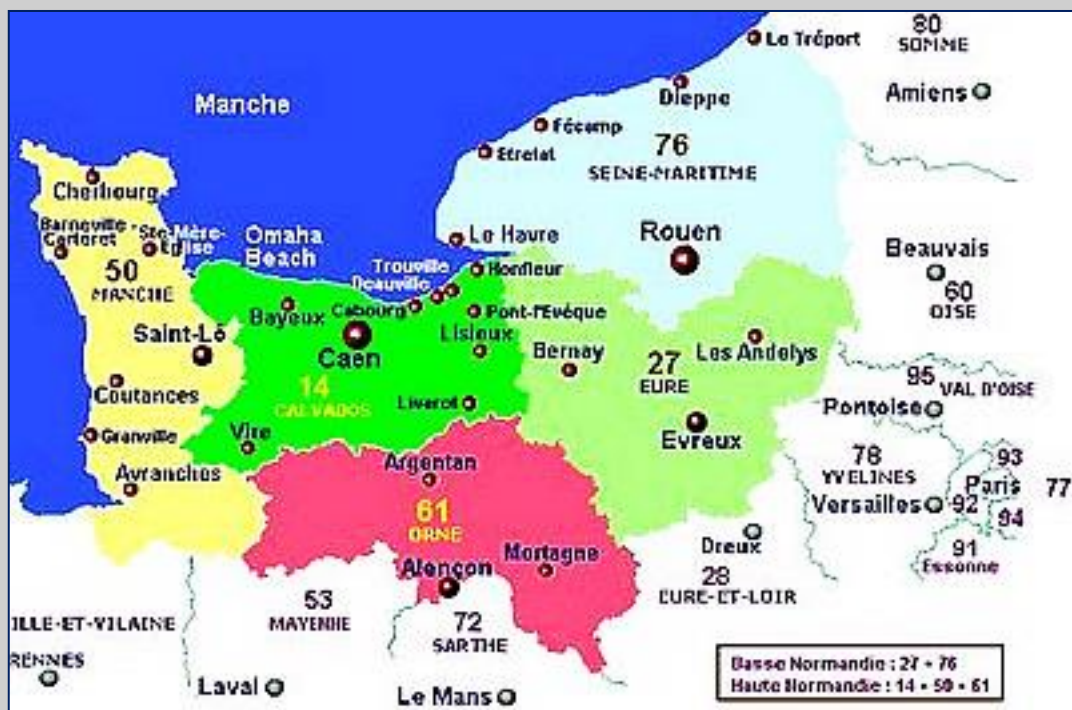 80
SOMME
Le Tréport
Amiens
Manche
Dieppe
Fécamp
Etretat
76
SEINE-MARITIME
Cherbourg
Barneville -
Carteret
Ste-Mère-
Eglise
Omaha
Beach
Le Havre
Rouen
Beauvais
60
OISE
50
MANCHE
Trouville
Deauville
Honfleur
Cabourg
Pont-l'Evêque
Bayeux
Caen
Lisieux
Saint-Lô
Bernay
27
EURE
Les Andelys
14
CALVADOS
Coutances
Livarot
95
VAL D'OISE
Pontoise
Evreux
Granville
Vire
Argentan
78
YVELINES
93
Paris
77
Avranches
Versailles
92
94
61
ORNE
Dreux
91
Essonne
Mortagne
Alençon
28
EURE-ET-LOIR
53
MAYENNE
72
SARTHE
ILLE-ET-VILAINE
RENNES
Laval
Le Mans
Basse Normandie : 27 - 76
Haute Normandie : 14 - 50 - 61